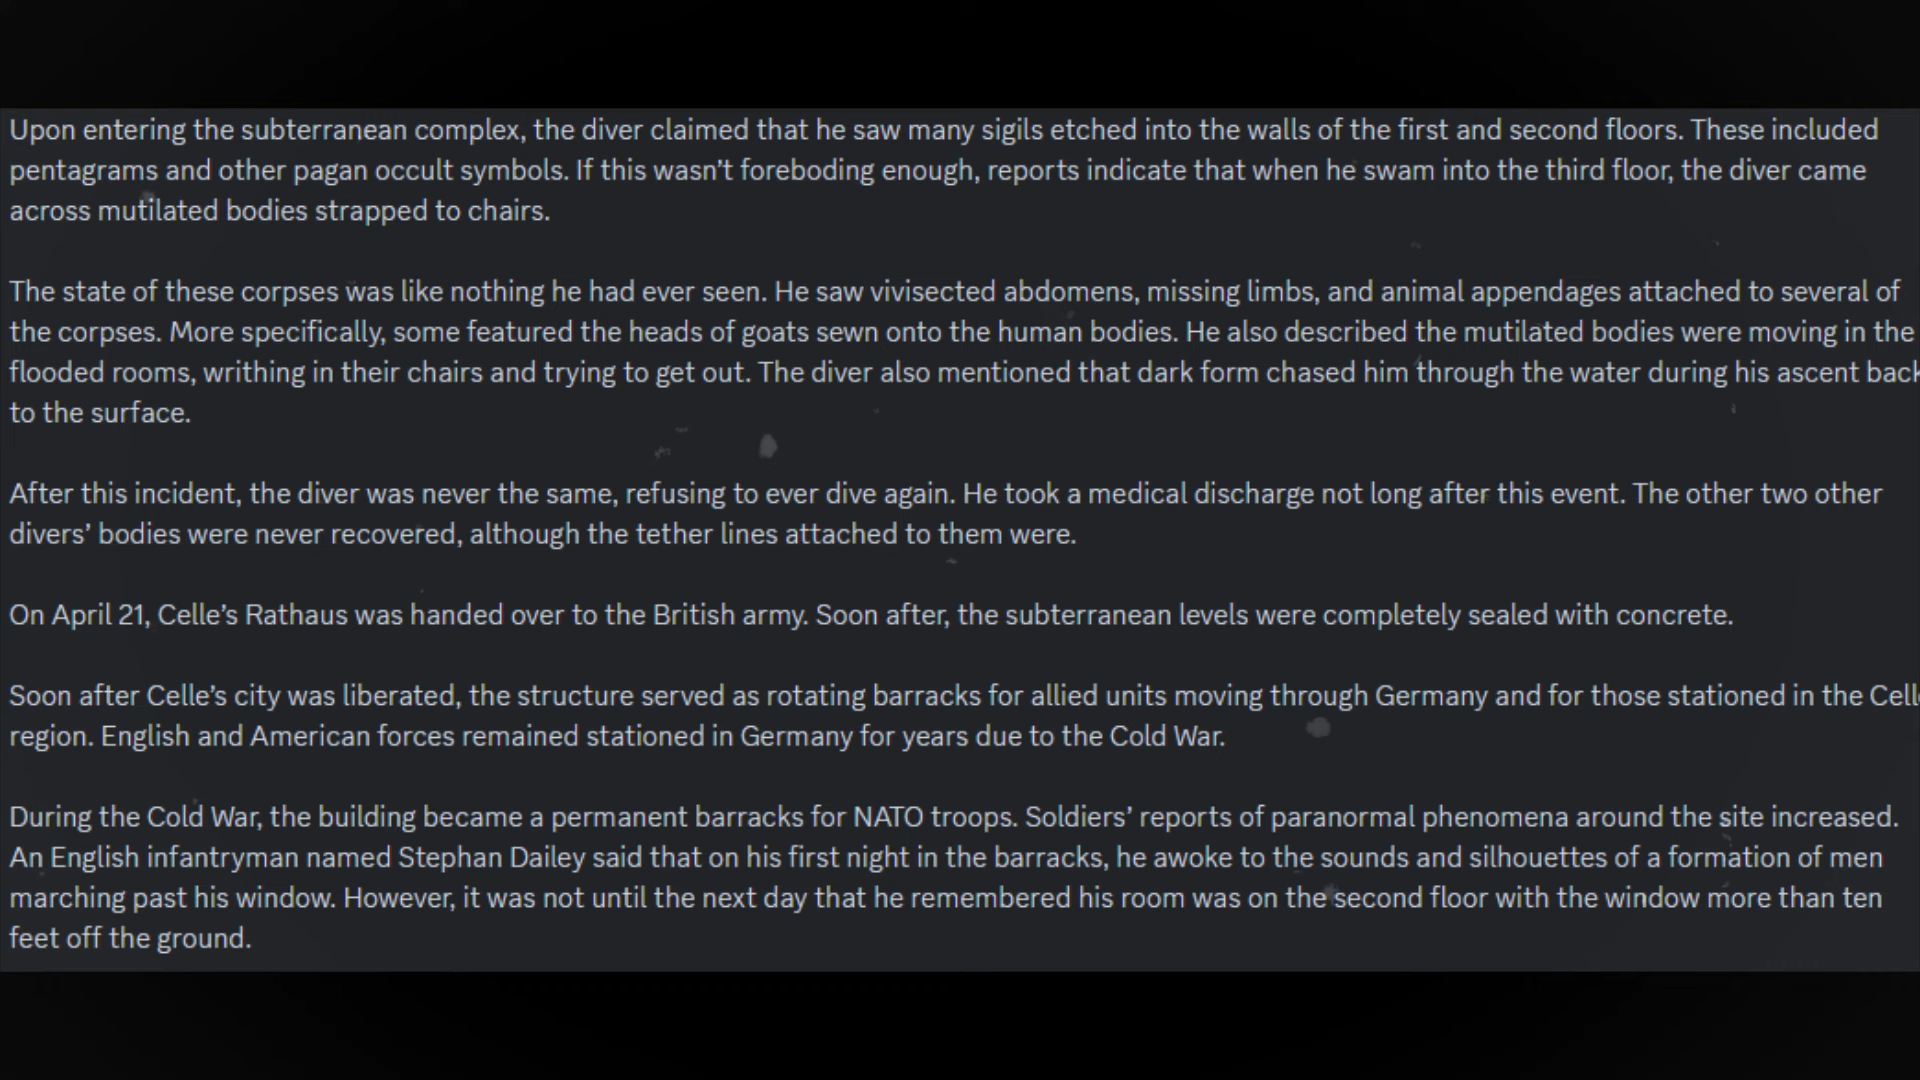 Upon entering the subterranean complex, the diver claimed that he saw many sigils etched into the walls of the first and second floors. These included
pentagrams and other pagan occult symbols. If this wasn’t foreboding enough, reports indicate that when he swam into the third floor, the diver came
across mutilated bodies strapped to chairs.
The state of these corpses was like nothing he had ever seen. He saw vivisected abdomens, missing limbs, and animal appendages attached to several of
the corpses. More specifically, some featured the heads of goats sewn onto the human bodies. He also described the mutilated bodies were moving in the
flooded rooms, writhing in their chairs and trying to get out. The diver also mentioned that dark form chased him through the water during his ascent back
to the surface.
After this incident, the diver was never the same, refusing to ever dive again. He took a medical discharge not long after this event. The other two other
divers’ bodies were never recovered, although the tether lines attached to them were.
On April 21, Celle’s Rathaus was handed over to the British army. Soon after, the subterranean levels were completely sealed with concrete.
Soon after Celle’s city was liberated, the structure served as rotating barracks for allied units moving through Germany and for those stationed in the Celle
region. English and American forces remained stationed in Germany for years due to the Cold War.
During the Cold War, the building became a permanent barracks for NATO troops. Soldiers’ reports of paranormal phenomena around the site increased.
An English infantryman named Stephan Dailey said that on his first night in the barracks, he awoke to the sounds and silhouettes of a formation of men
marching past his window. However, it was not until the next day that he remembered his room was on the second floor with the window more than ten
feet off the ground.